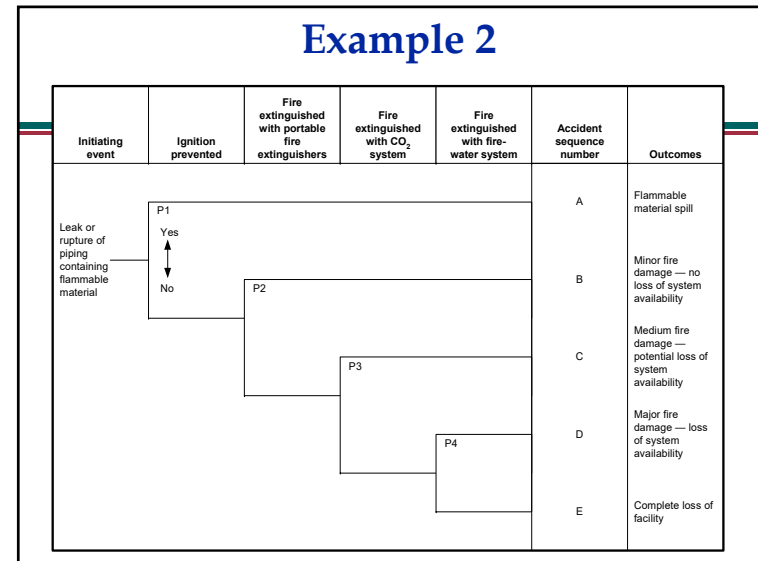 Example 2
Initiating
event
Ignition
prevented
Fire
extinguished
with portable
fire
extinguishers
Fire
extinguished
with CO2
system
Fire
extinguished
with fire-
water system
Accident
sequence
number
Outcomes
Leak or
rupture of
piping
containing
flammable
material
P1
Yes
No
P2
P3
P4
A
Flammable
material spill
B
Minor fire
damage — no
loss of system
availability
C
Medium fire
damage —
potential loss of
system
availability
D
Major fire
damage — loss
of system
availability
E
Complete loss of
facility